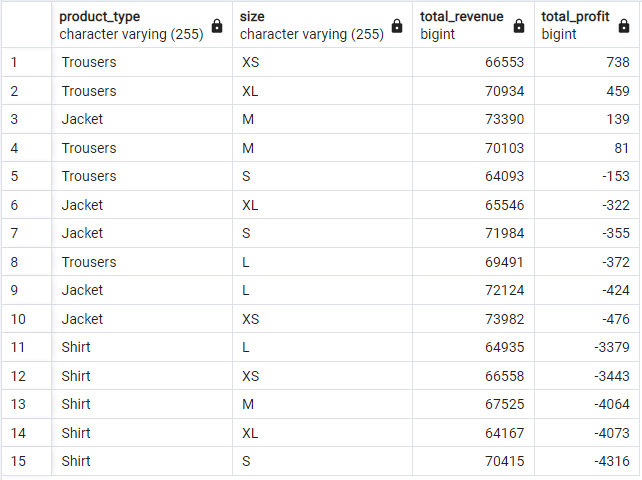 product_type size total_revenue total_profit
character varying (255) character varying (255) bigint bigint
1 Trousers XS 66553 738
2 Trousers XL 70934 459
3 Jacket M 73390 139
4 Trousers M 70103 81
5 Trousers S 64093 -153
6 Jacket XL 65546 -322
7 Jacket S 71984 -355
8 Trousers L 69491 -372
9 Jacket L 72124 -424
10 Jacket XS 73982 -476
11 Shirt L 64935 -3379
12 Shirt XS 66558 -3443
13 Shirt M 67525 -4064
14 Shirt XL 64167 -4073
15 Shirt S 70415 -4316